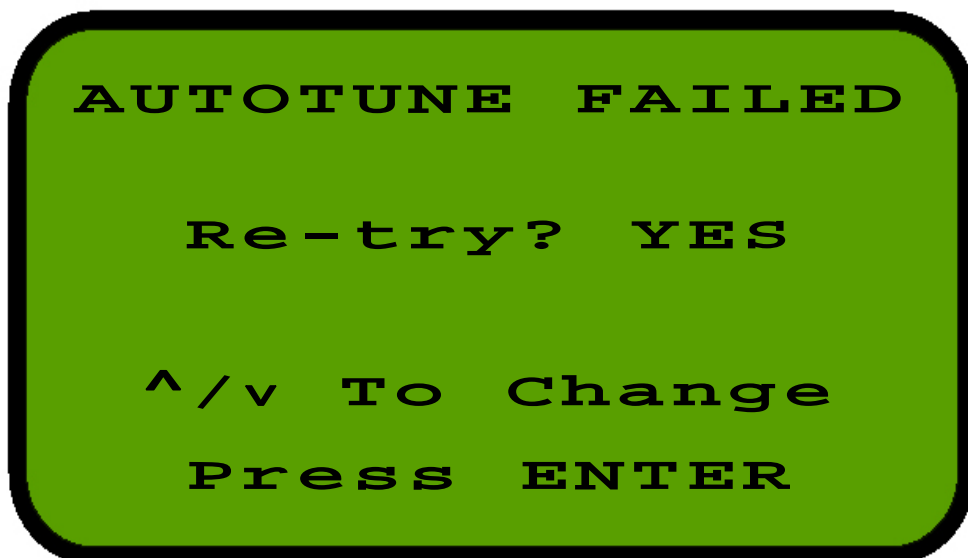 AUTOTUNE FAILED
Re-try? YES
^/v To Change
Press ENTER